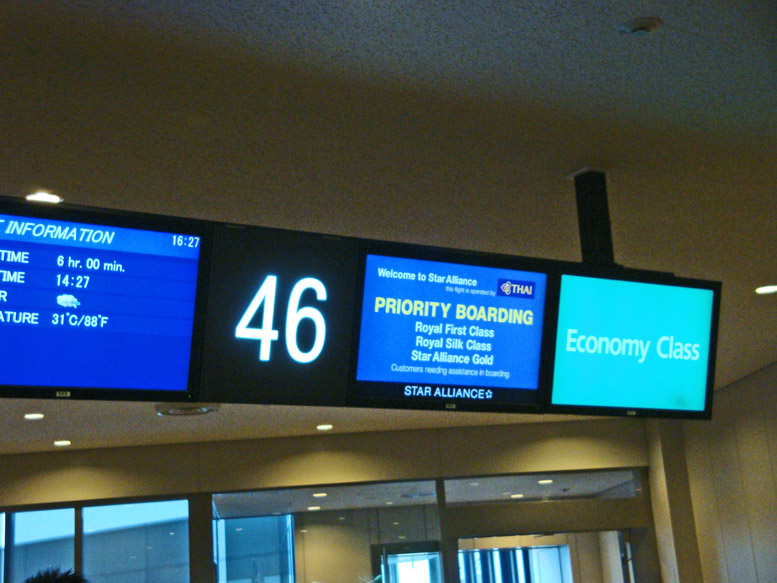 T INFORMATION 16:27
TIME 6 hr. 00 min.
TIME 14:27
R
ATURE 31°C/88°F
46
Welcome to Star Alliance
this flight is operated by THAI
PRIORITY BOARDING
Royal First Class
Royal Silk Class
Star Alliance Gold
Customers needing assistance in boarding
STAR ALLIANCE
Economy Class